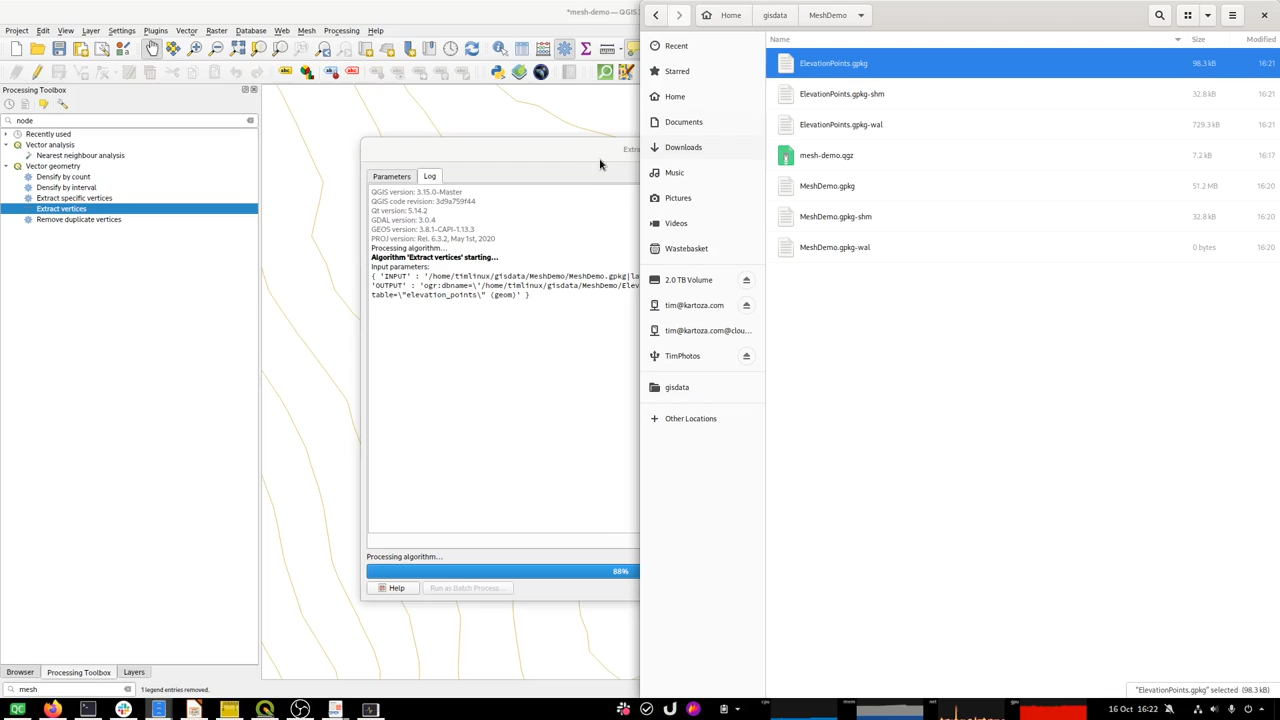 *mesh-demo — QGIS
Project Edit View Layer Settings Plugins Vector Raster Database Web Mesh Processing Help
Processing Toolbox
node
Recently used
Vector analysis
Nearest neighbour analysis
Vector geometry
Densify by count
Densify by interval
Extract specific vertices
Extract vertices
Remove duplicate vertices
Browser Processing Toolbox Layers
mesh
1 legend entries removed.
Extra
Parameters Log
QGIS version: 3.15.0-Master
QGIS code revision: 3d9a759f44
Qt version: 5.14.2
GDAL version: 3.0.4
GEOS version: 3.8.1-CAPI-1.13.3
PROJ version: Rel. 6.3.2, May 1st, 2020
Processing algorithm…
Algorithm 'Extract vertices' starting…
Input parameters:
{ 'INPUT' : '/home/timlinux/gisdata/MeshDemo/MeshDemo.gpkg|la
'OUTPUT' : 'ogr:dbname=\'/home/timlinux/gisdata/MeshDemo/Elev
table=\"elevation_points\" (geom)' }
Processing algorithm…
88%
Help Run as Batch Process…
Home gisdata MeshDemo
Recent
Starred
Home
Documents
Downloads
Music
Pictures
Videos
Wastebasket
2.0 TB Volume
tim@kartoza.com
tim@kartoza.com@clou…
TimPhotos
gisdata
Other Locations
Name Size Modified
ElevationPoints.gpkg 98.3 kB 16:21
ElevationPoints.gpkg-shm 32.8 kB 16:21
ElevationPoints.gpkg-wal 729.3 kB 16:21
mesh-demo.qgz 7.2 kB 16:17
MeshDemo.gpkg 51.2 MB 16:20
MeshDemo.gpkg-shm 32.8 kB 16:20
MeshDemo.gpkg-wal 0 bytes 16:20
"ElevationPoints.gpkg" selected (98.3 kB)
16 Oct 16:22